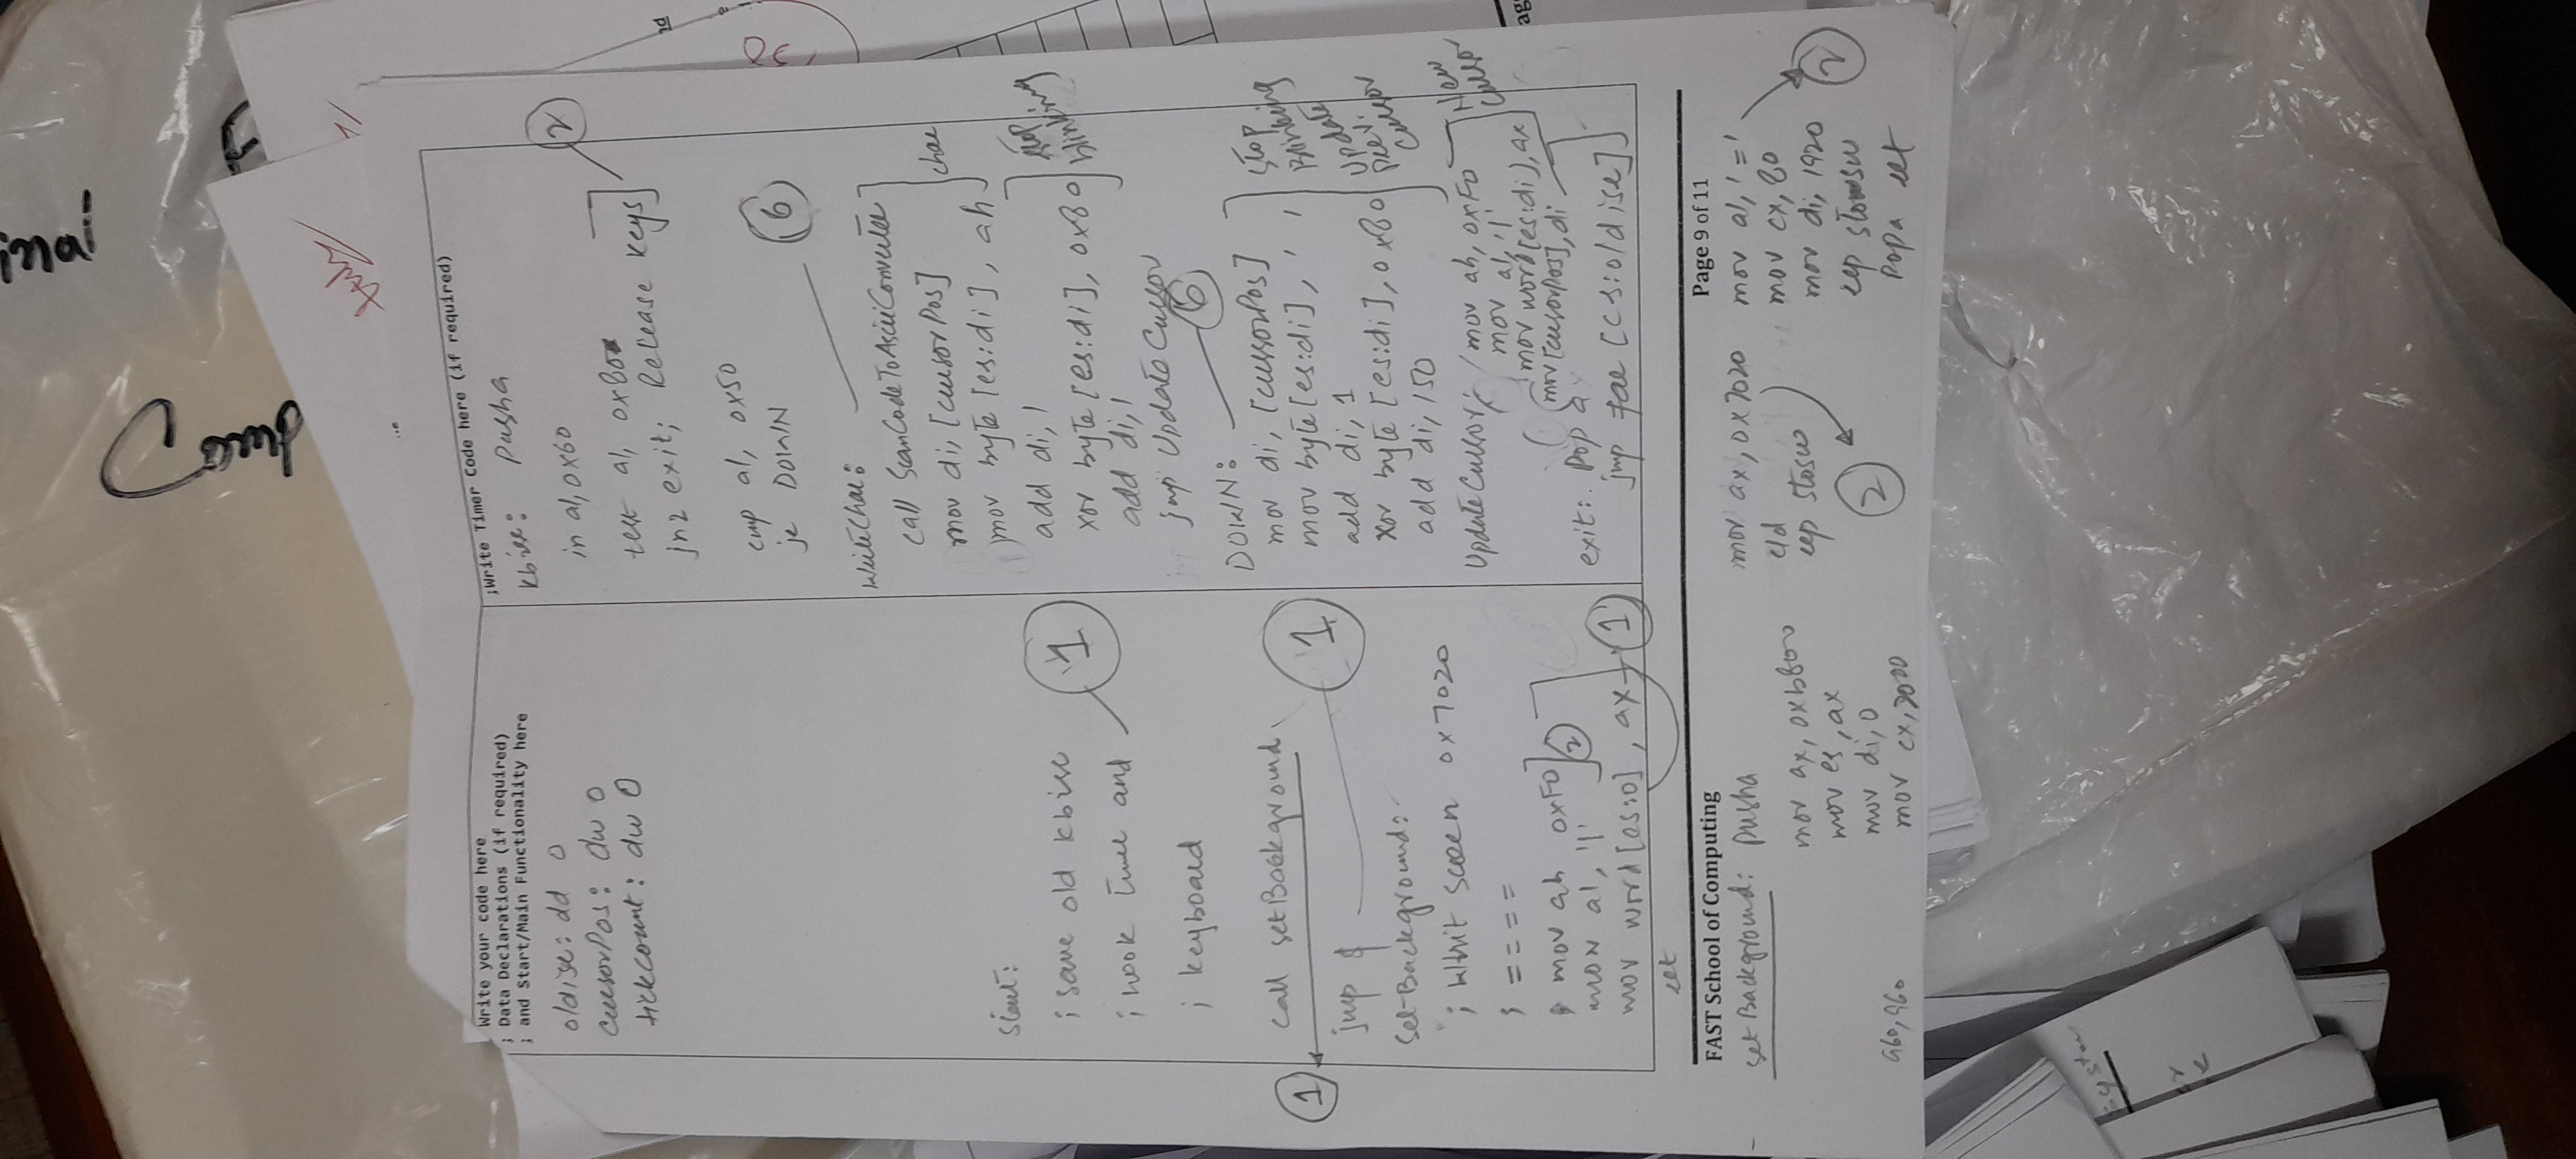 Final
Comp
Write your code here
; Data Declarations (if required)
; and Start/Main Functionality here
oldisr: dd 0
cursorPos: dw 0
tickcount: dw 0
Start:
; save old kbisr
; hook timer and
; keyboard
1
call setBackground
1
jmp $
1
SetBackground:
; Whit screen 0x7020
; ====
mov ah 0xF0
mov al, '|'
2
mov word [es:0], ax
1
ret
;Write Timer Code here (if required)
kbisr: Pusha
in al, 0x60
test al, 0x80
jnz exit; Release keys
2
cmp al, 0x50
je DOWN
6
WriteChar:
call ScanCodeToAsciiConverter
mov di, [cursorPos]
mov byte [es:di], ah
char
add di, 1
xor byte [es:di], 0x80
add di, 1
stop
blinking
jmp UpdateCursor
DOWN:
6
mov di, [cursorPos]
mov byte [es:di], ' '
add di, 1
xor byte [es:di], 0x80
add di, 150
Stop
Blinking
Update
Prev.
Cursor
UpdateCursor: mov ah, 0xF0
mov al, '|'
mov word [es:di], ax
mov [cursorPos], di
New
Cursor
exit: Pop a
jmp far [cs:oldisr]
FAST School of Computing
Page 9 of 11
set Background: Pusha
mov ax, 0xb800
mov es, ax
mov di, 0
mov cx, 2000
960, 960
mov ax, 0x7020
cld
rep stosw
2
mov al, '='
mov cx, 80
mov di, 1920
rep stosw
Popa ret
2